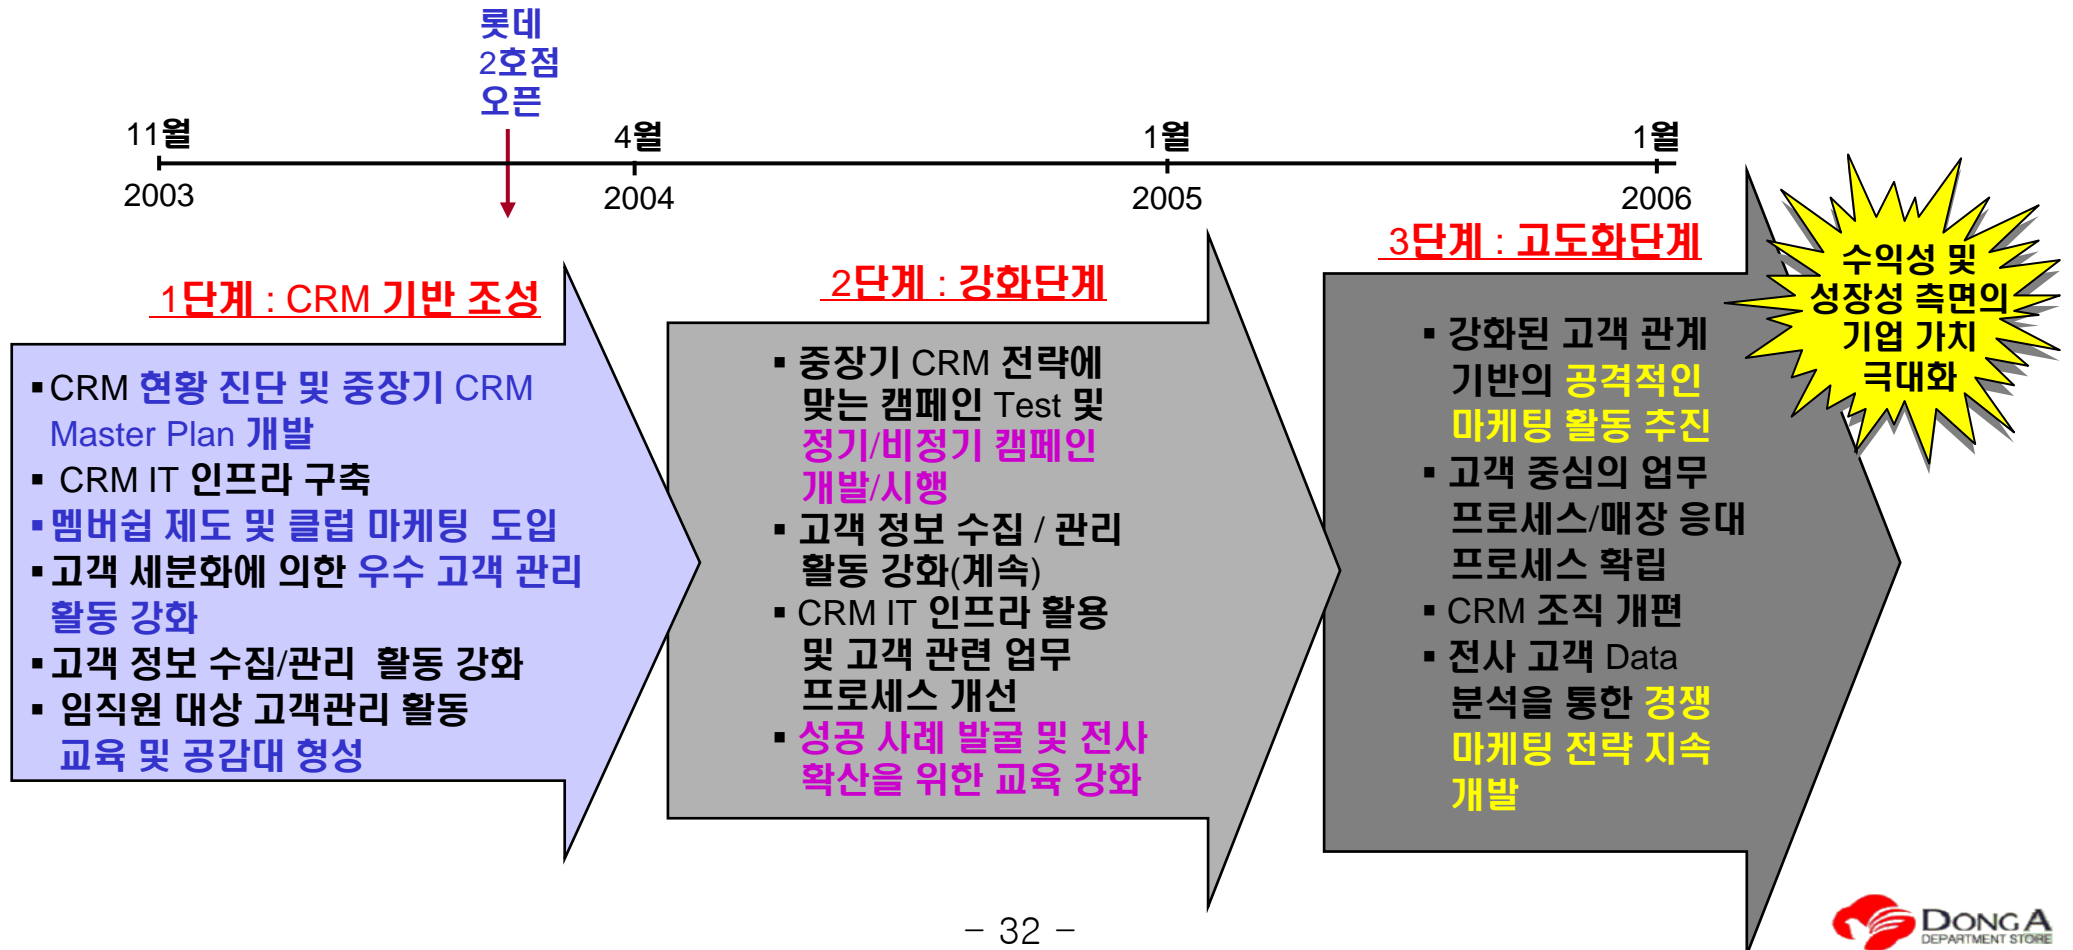 롯데
2호점
오픈
11월
4월
1월
1월
2003
2004
2005
2006
1단계 : CRM 기반 조성
▪CRM 현황 진단 및 중장기 CRM
Master Plan 개발
▪ CRM IT 인프라 구축
▪멤버쉽 제도 및 클럽 마케팅 도입
▪고객 세분화에 의한 우수 고객 관리
활동 강화
▪고객 정보 수집/관리 활동 강화
▪ 임직원 대상 고객관리 활동
교육 및 공감대 형성
2단계 : 강화단계
▪ 중장기 CRM 전략에
맞는 캠페인 Test 및
정기/비정기 캠페인
개발/시행
▪ 고객 정보 수집 / 관리
활동 강화(계속)
▪ CRM IT 인프라 활용
및 고객 관련 업무
프로세스 개선
▪ 성공 사례 발굴 및 전사
확산을 위한 교육 강화
3단계 : 고도화단계
▪ 강화된 고객 관계
기반의 공격적인
마케팅 활동 추진
▪ 고객 중심의 업무
프로세스/매장 응대
프로세스 확립
▪ CRM 조직 개편
▪ 전사 고객 Data
분석을 통한 경쟁
마케팅 전략 지속
개발
수익성 및
성장성 측면의
기업 가치
극대화
- 32 -
DONGA
DEPARTMENT STORE